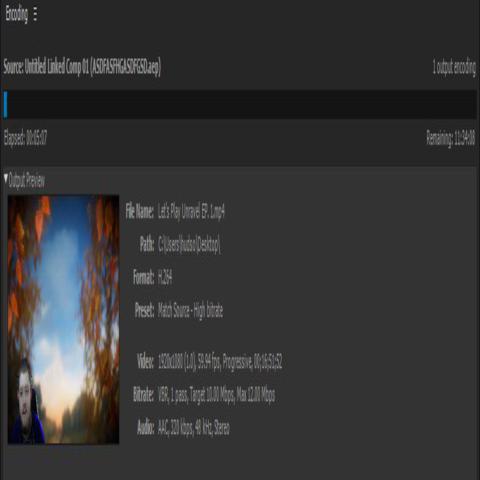 Encoding
Source: Untitled Linked Comp 01 (ASDFASFHGASDFGSD.aep)
1 output encoding
Elapsed: 00:05:07
Remaining: 11:34:08
Output Preview
File Name: Let's Play Unravel EP. 1.mp4
Path: C:\Users\hudso\Desktop\
Format: H.264
Preset: Match Source - High bitrate
Video: 1920x1080 (1.0), 59.94 fps, Progressive, 00;16;51;52
Bitrate: VBR, 1 pass, Target 10.00 Mbps, Max 12.00 Mbps
Audio: AAC, 320 kbps, 48 kHz, Stereo